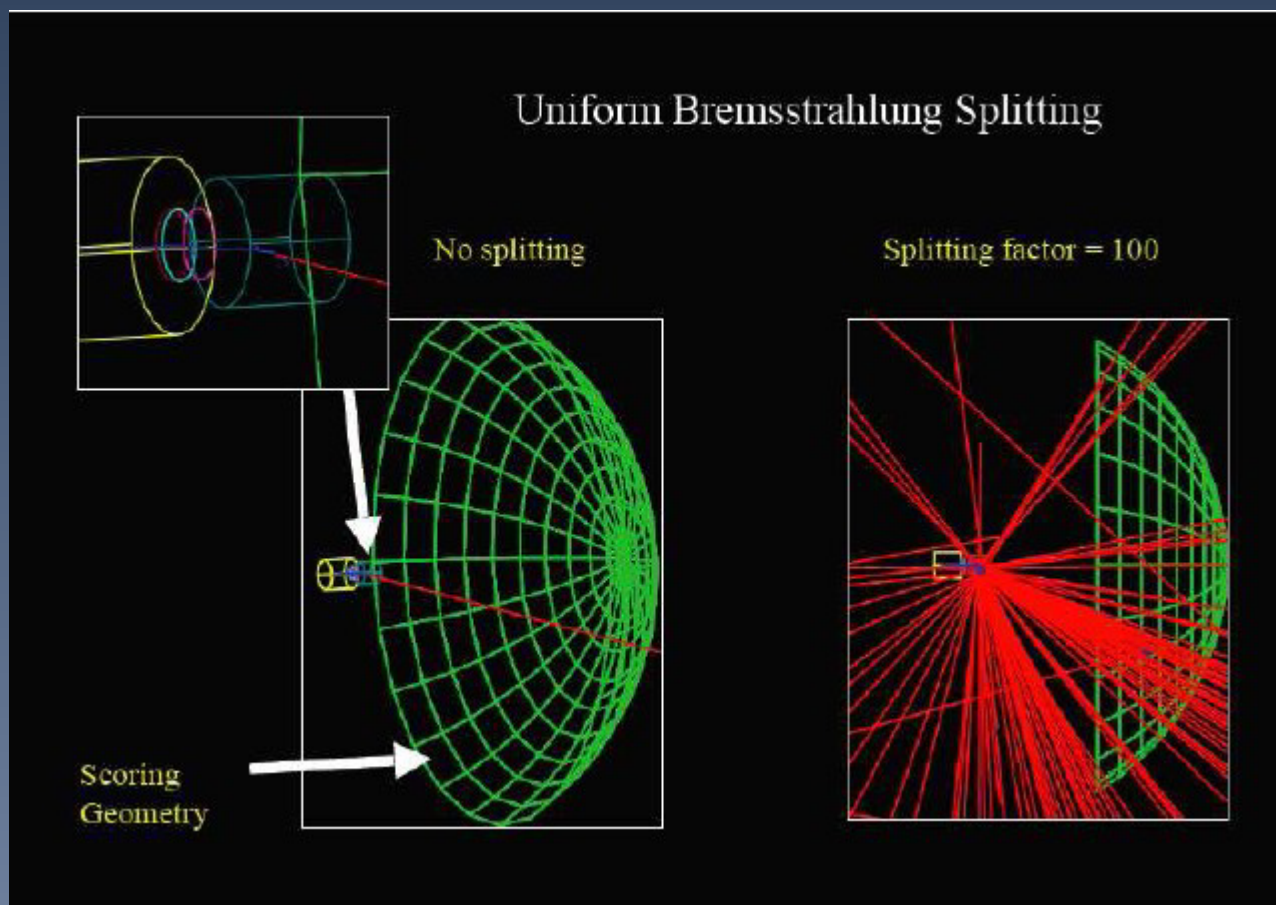 Uniform Bremsstrahlung Splitting
No splitting
Splitting factor = 100
Scoring
Geometry